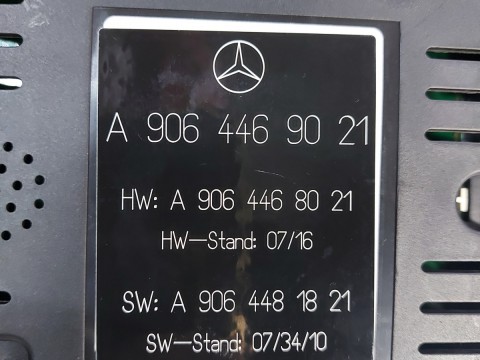 A 906 446 90 21
HW: A 906 446 80 21
HW-Stand: 07/16
SW: A 906 448 18 21
SW-Stand: 07/34/10